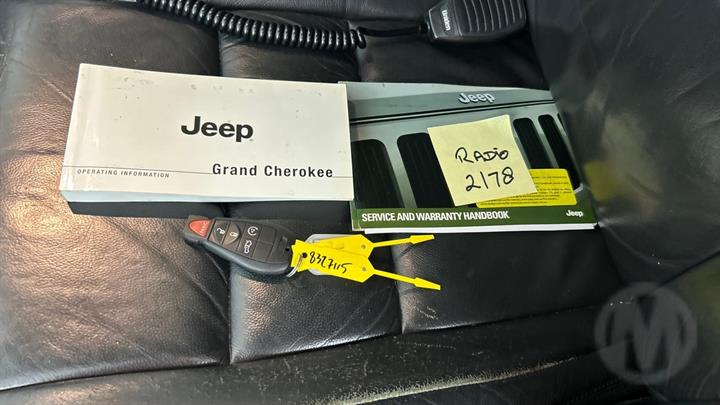 Jeep
Grand Cherokee
OPERATING INFORMATION
Jeep
RADIO
2178
SERVICE AND WARRANTY HANDBOOK
Jeep
8327115